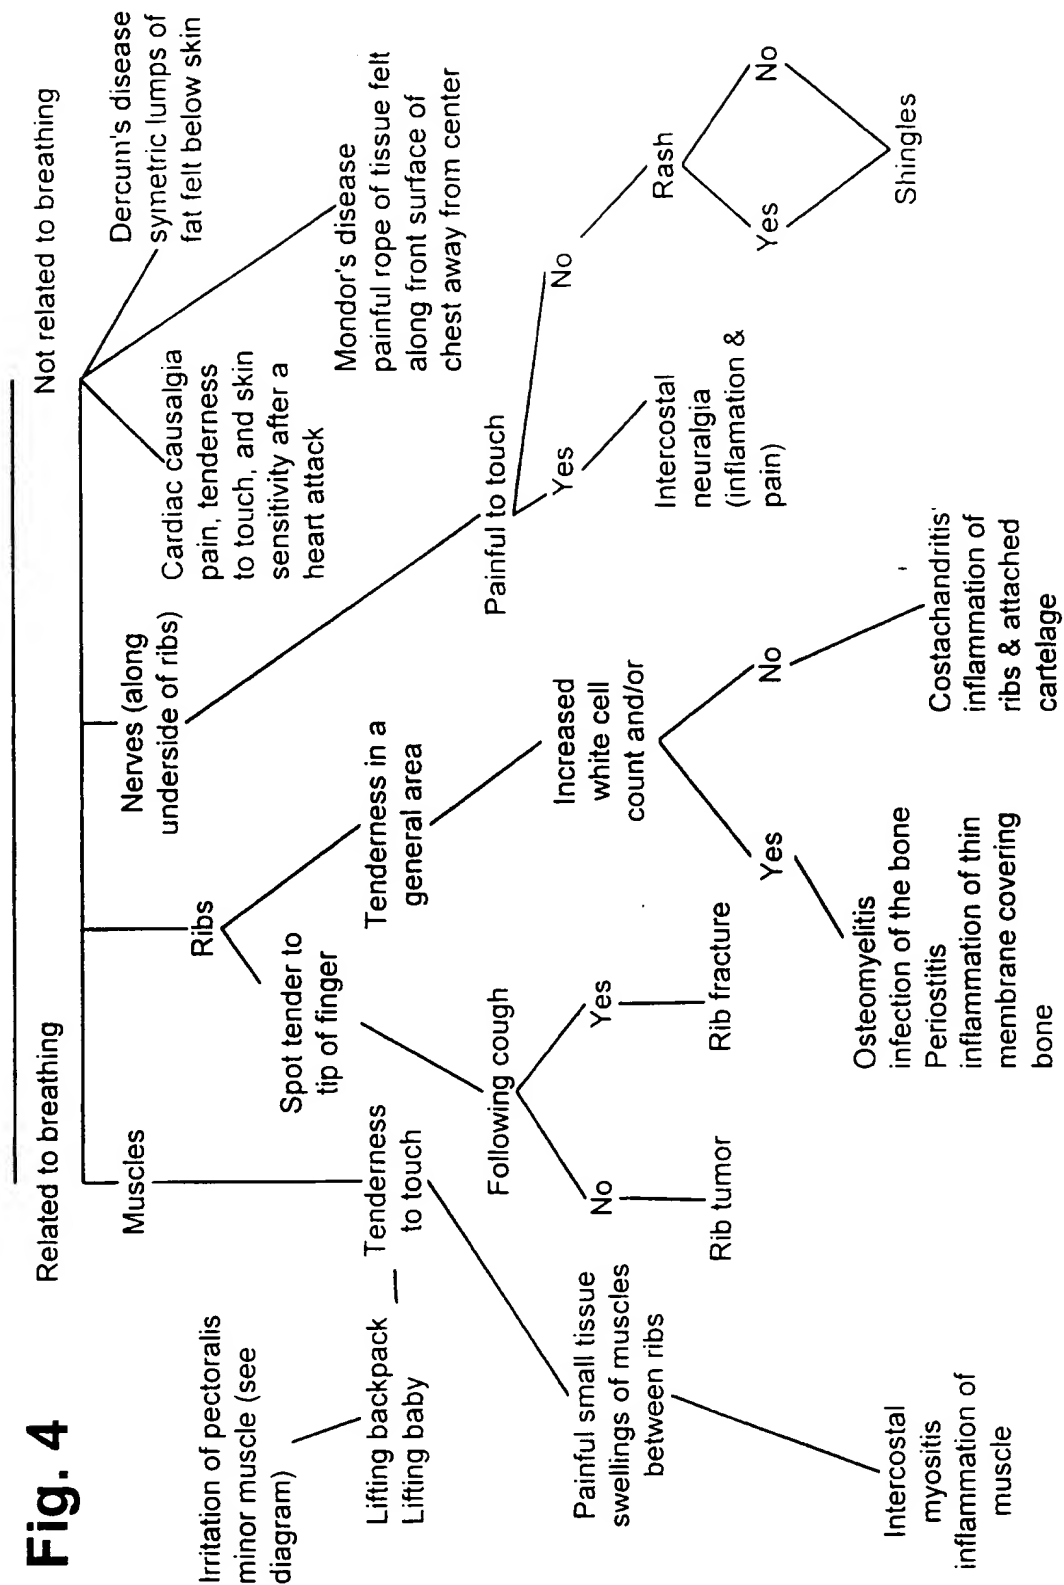 Fig. 4
Related to breathing
Not related to breathing
Muscles
Ribs
Nerves (along
underside of ribs)
Cardiac causalgia
pain, tenderness
to touch, and skin
sensitivity after a
heart attack
Dercum's disease
symetric lumps of
fat felt below skin
Mondor's disease
painful rope of tissue felt
along front surface of
chest away from center
Irritation of pectoralis
minor muscle (see
diagram)
Lifting backpack
Lifting baby
Tenderness
to touch
Spot tender to
tip of finger
Tenderness in a
general area
Painful to touch
Painful small tissue
swellings of muscles
between ribs
Following cough
No
Yes
Rib tumor
Rib fracture
Increased
white cell
count and/or
Yes
No
Yes
No
Intercostal
neuralgia
(inflamation &
pain)
Rash
Yes
No
Shingles
Intercostal
myositis
inflammation of
muscle
Osteomyelitis
infection of the bone
Periostitis
inflammation of thin
membrane covering
bone
Costachandritis'
inflammation of
ribs & attached
cartelage